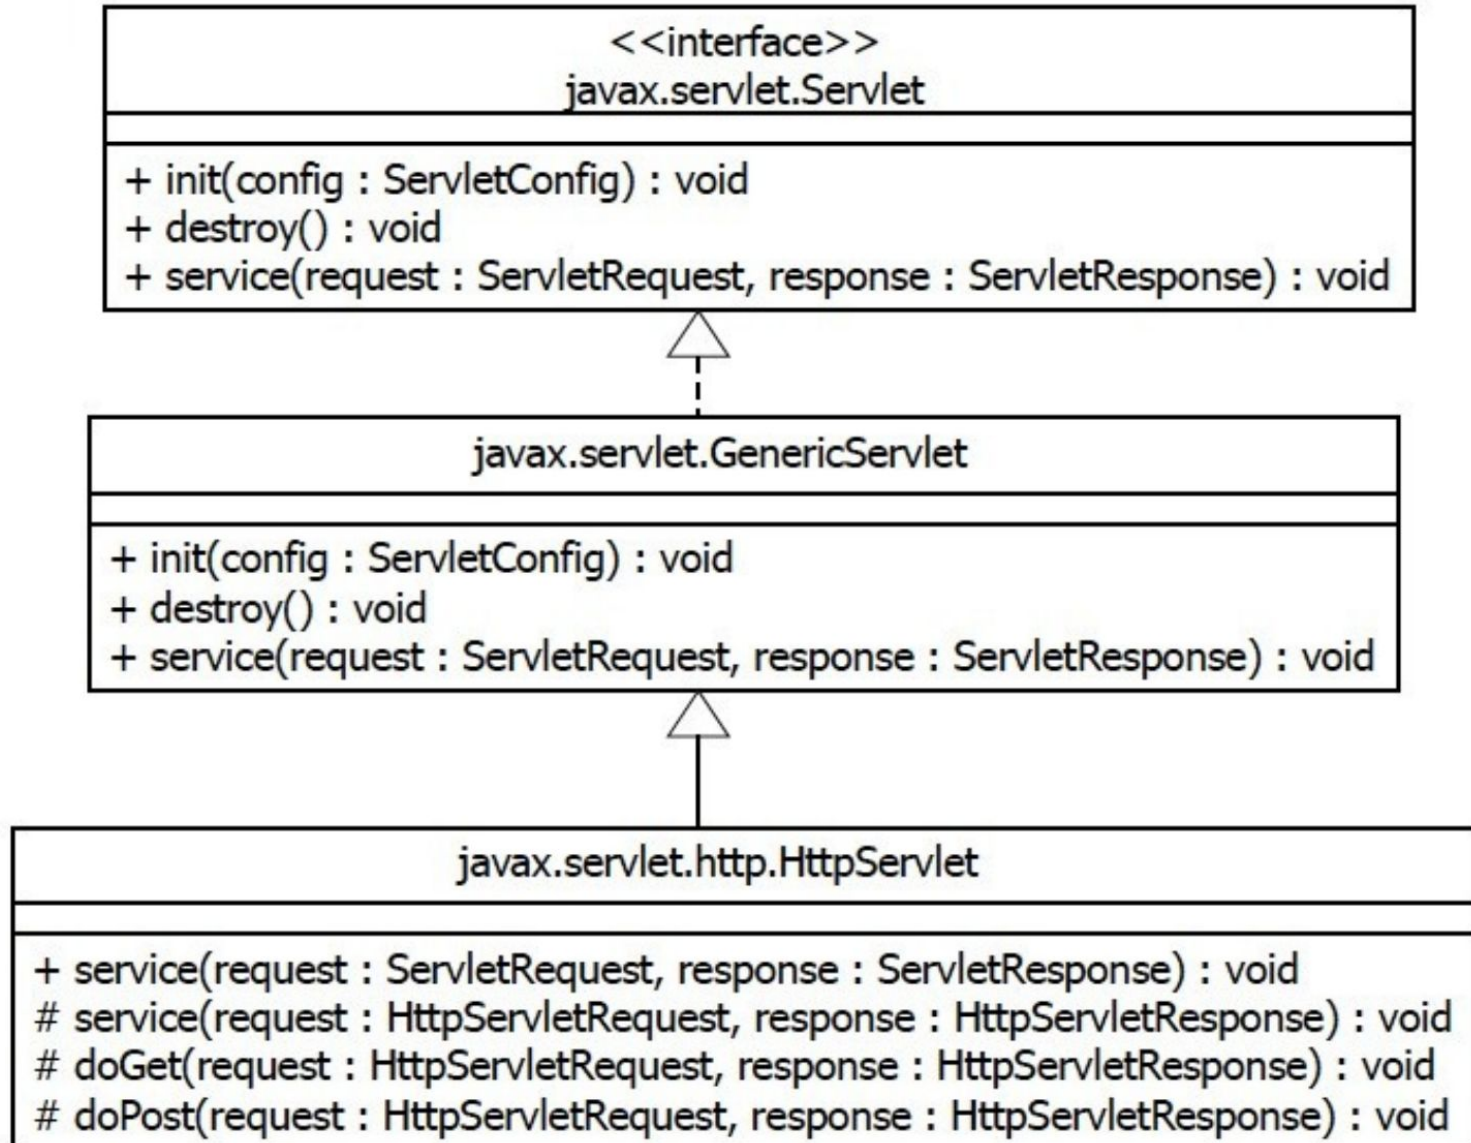 <<interface>>
javax.servlet.Servlet
+ init(config : ServletConfig) : void
+ destroy() : void
+ service(request : ServletRequest, response : ServletResponse) : void
javax.servlet.GenericServlet
+ init(config : ServletConfig) : void
+ destroy() : void
+ service(request : ServletRequest, response : ServletResponse) : void
javax.servlet.http.HttpServlet
+ service(request : ServletRequest, response : ServletResponse) : void
# service(request : HttpServletRequest, response : HttpServletResponse) : void
# doGet(request : HttpServletRequest, response : HttpServletResponse) : void
# doPost(request : HttpServletRequest, response : HttpServletResponse) : void